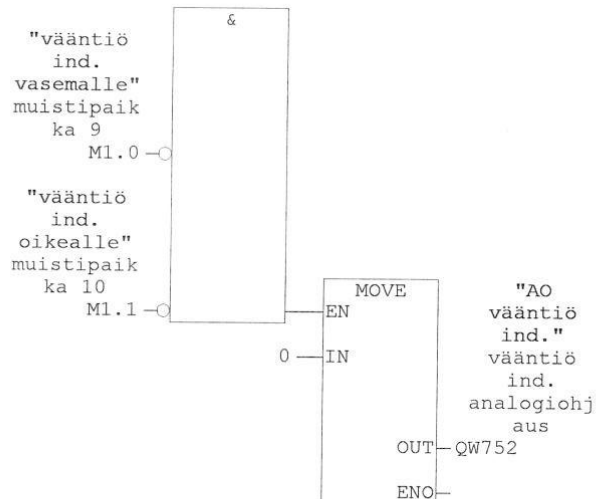 &
"vääntiö
ind.
vasemalle"
muistipaik
ka 9
M1.0
"vääntiö
ind.
oikealle"
muistipaik
ka 10
M1.1
MOVE
EN
0
IN
"AO
vääntiö
ind."
vääntiö
ind.
analogiohj
aus
OUT
QW752
ENO